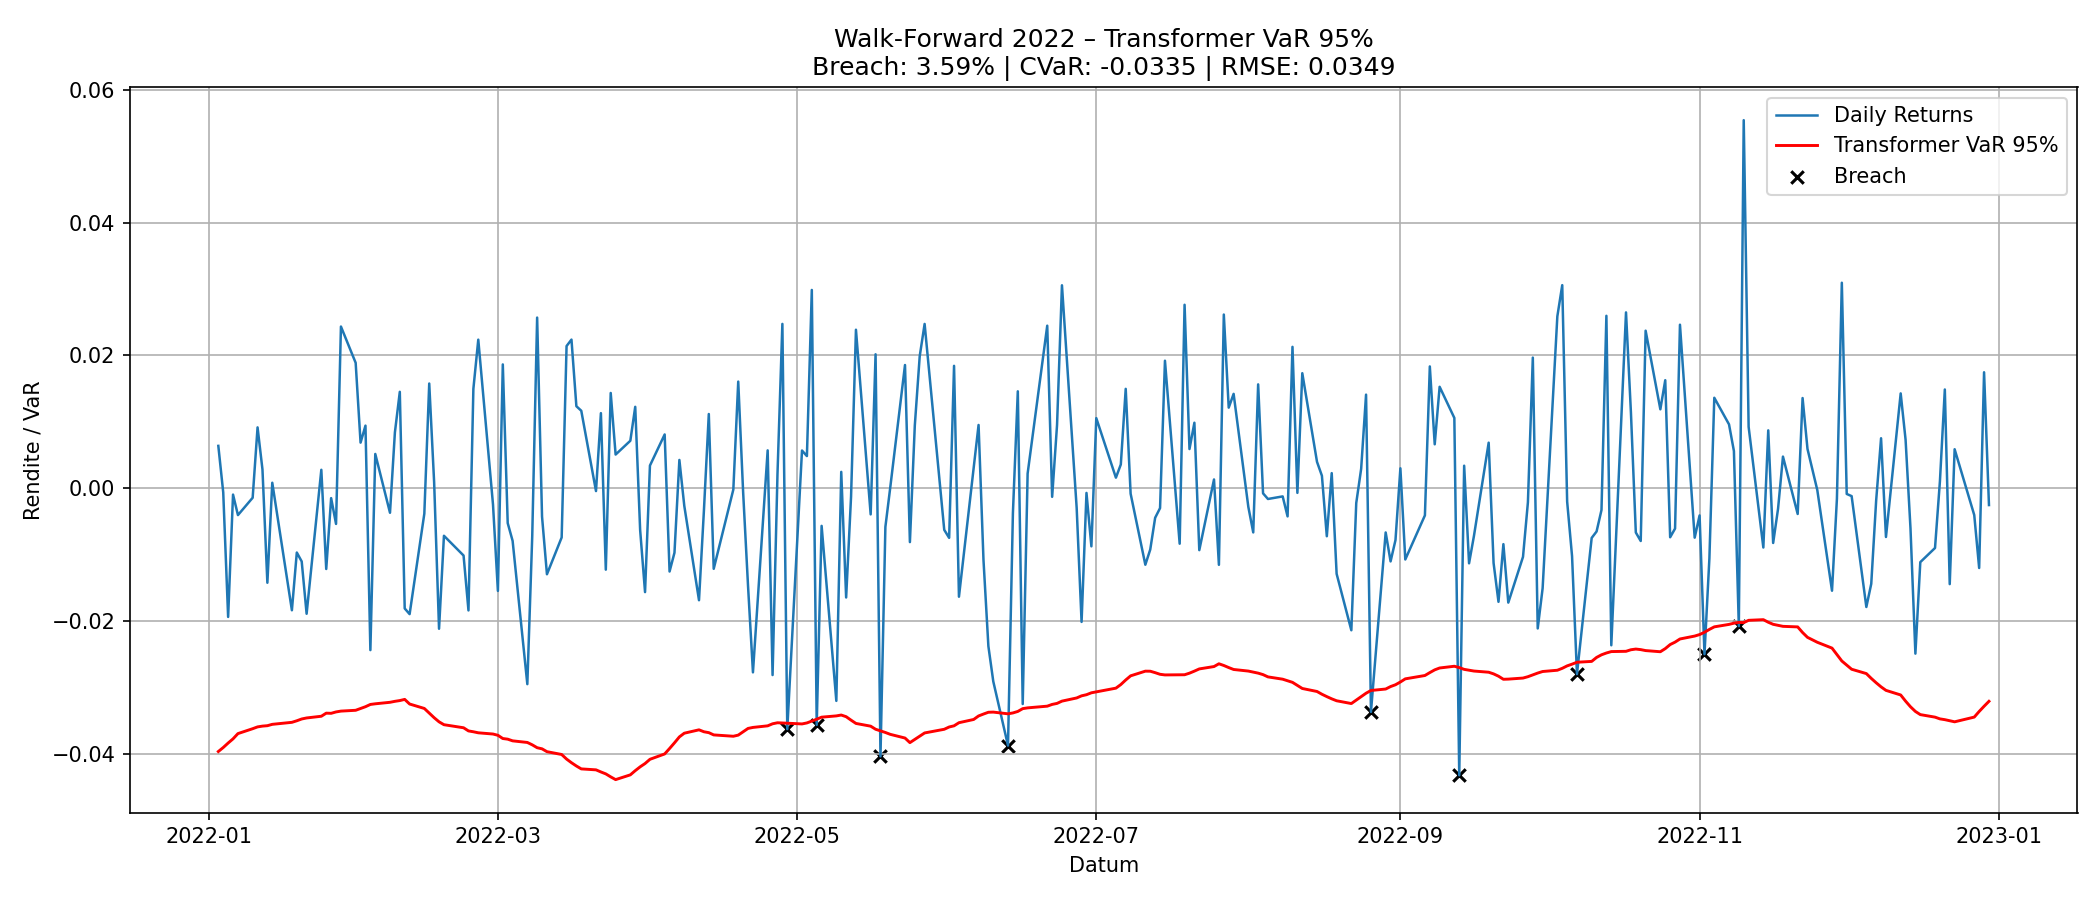 Walk-Forward 2022 – Transformer VaR 95%
Breach: 3.59% | CVaR: -0.0335 | RMSE: 0.0349
Daily Returns
Transformer VaR 95%
Breach
Rendite / VaR
0.06
0.04
0.02
0.00
−0.02
−0.04
2022-01
2022-03
2022-05
2022-07
2022-09
2022-11
2023-01
Datum